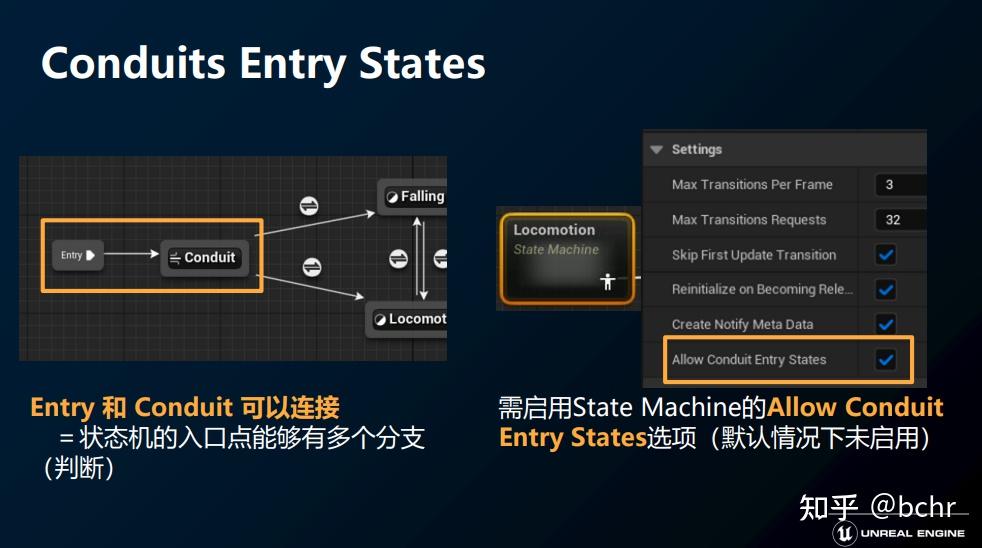 Conduits Entry States
Entry
Conduit
Falling
Locomot
Locomotion
State Machine
Settings
Max Transitions Per Frame
3
Max Transitions Requests
32
Skip First Update Transition
Reinitialize on Becoming Rele...
Create Notify Meta Data
Allow Conduit Entry States
Entry 和 Conduit 可以连接
＝状态机的入口点能够有多个分支
（判断）
需启用State Machine的Allow Conduit
Entry States选项（默认情况下未启用）
知乎 @bchr
UNREAL ENGINE